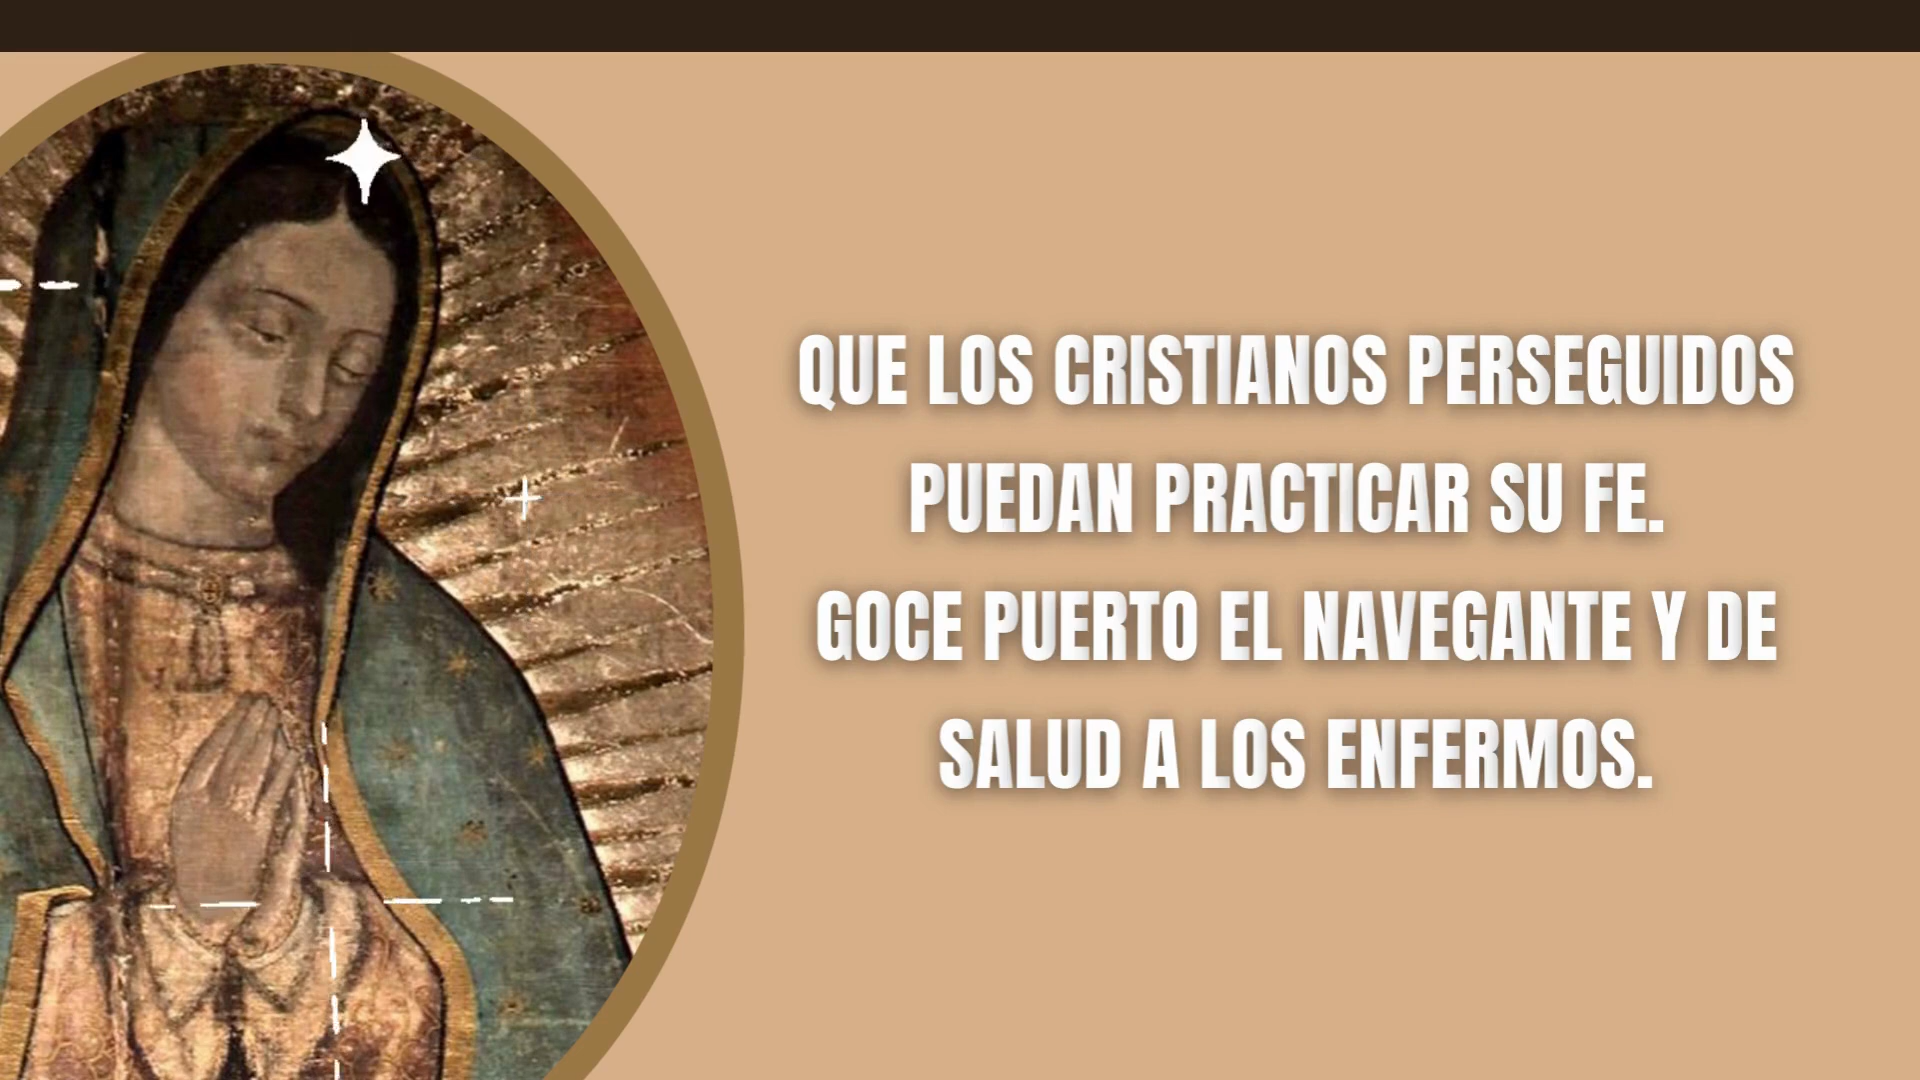 QUE LOS CRISTIANOS PERSEGUIDOS
PUEDAN PRACTICAR SU FE.
GOCE PUERTO EL NAVEGANTE Y DE
SALUD A LOS ENFERMOS.